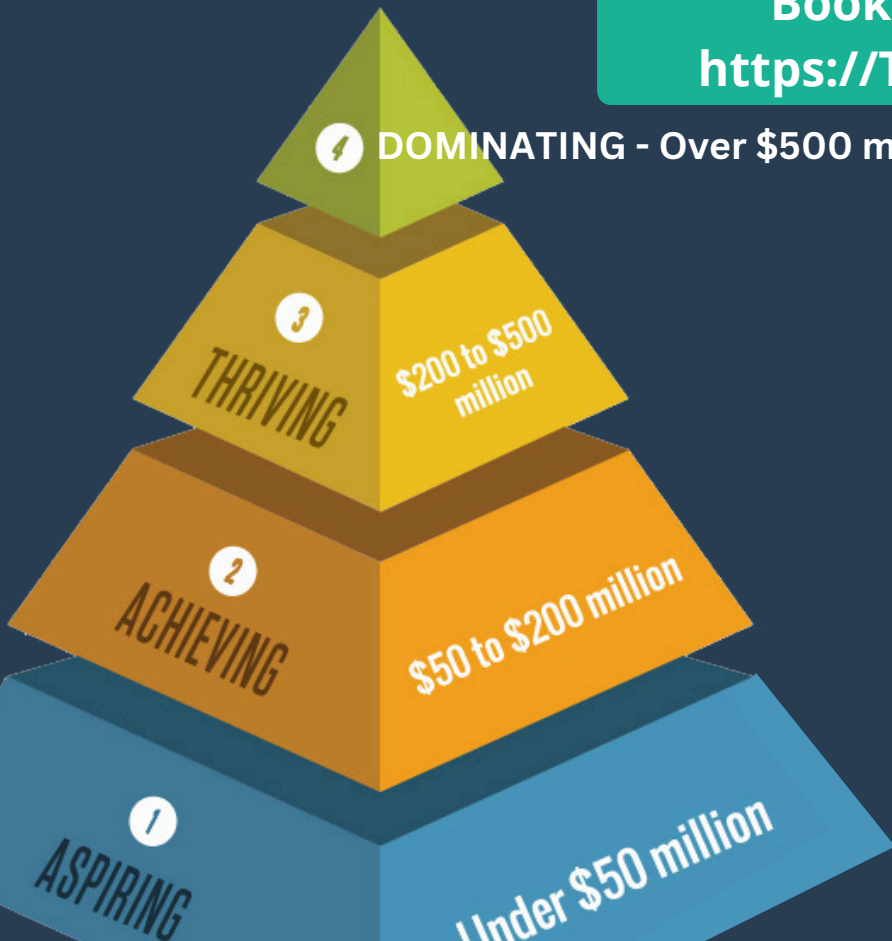 Book
https://T
4 DOMINATING - Over $500 m
3
THRIVING
$200 to $500
million
2
ACHIEVING
$50 to $200 million
1
ASPIRING
Under $50 million